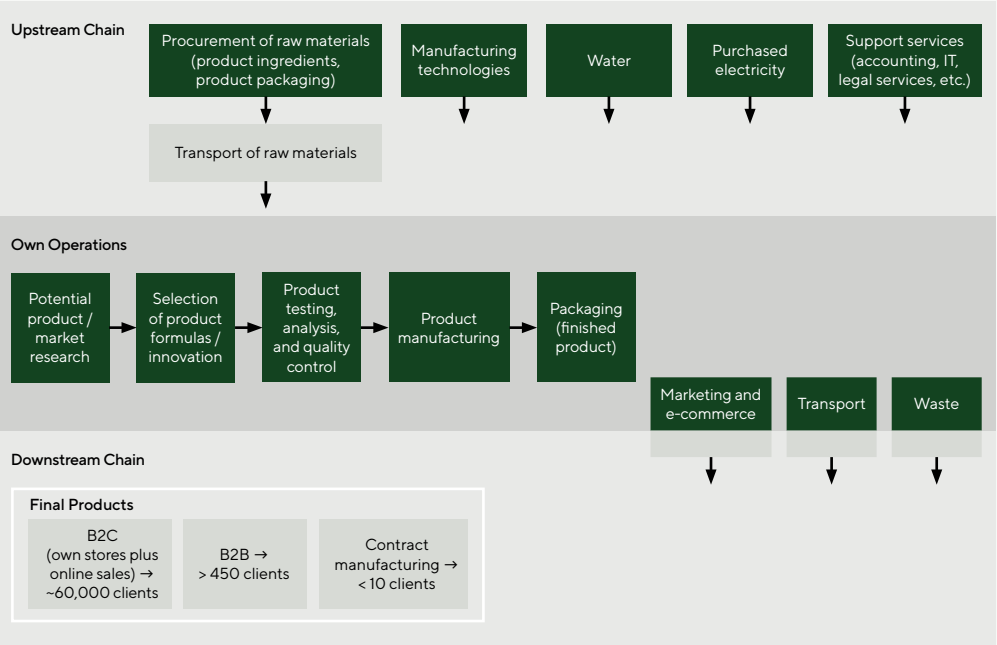 Upstream Chain
Procurement of raw materials
(product ingredients,
product packaging)
Manufacturing
technologies
Water
Purchased
electricity
Support services
(accounting, IT,
legal services, etc.)
Transport of raw materials
Own Operations
Potential
product /
market
research
Selection
of product
formulas /
innovation
Product
testing,
analysis,
and quality
control
Product
manufacturing
Packaging
(finished
product)
Marketing and
e-commerce
Transport
Waste
Downstream Chain
Final Products
B2C
(own stores plus
online sales) →
~60,000 clients
B2B →
> 450 clients
Contract
manufacturing →
< 10 clients